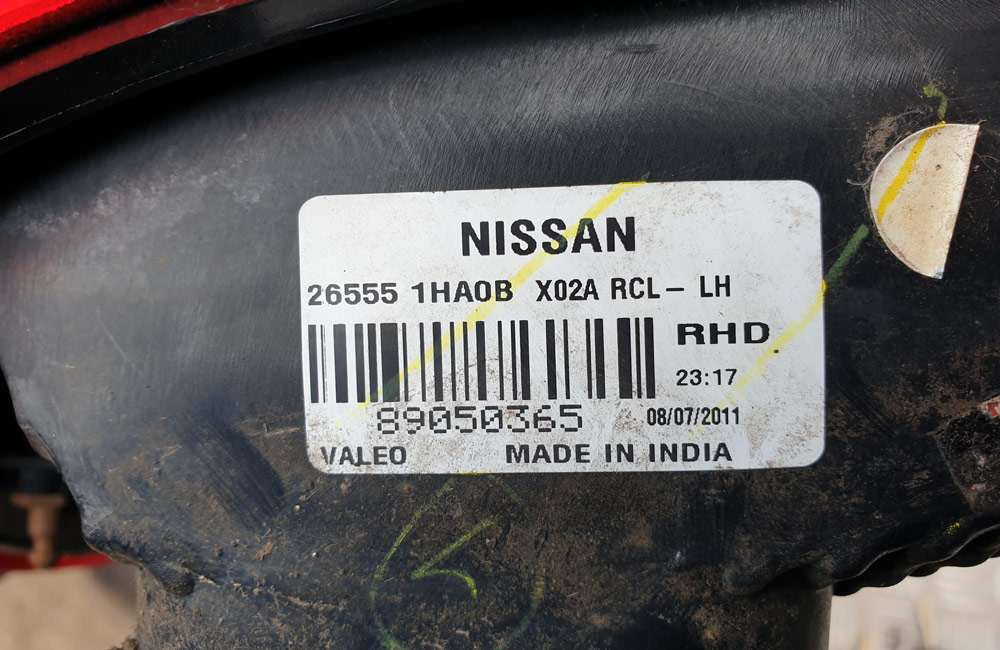 NISSAN
26555 1HA0B X02A RCL- LH
RHD
23:17
89050365 08/07/2011
VALEO MADE IN INDIA